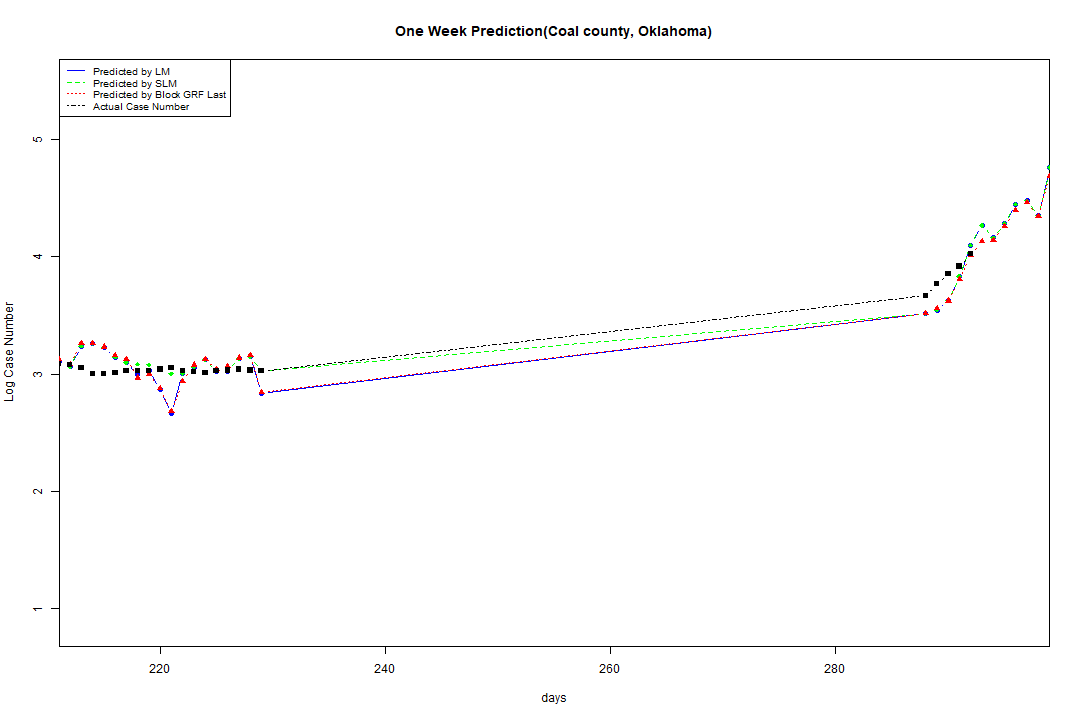 One Week Prediction(Coal county, Oklahoma)
Predicted by LM
Predicted by SLM
Predicted by Block GRF Last
Actual Case Number
5
4
3
2
1
Log Case Number
220 240 260 280
days